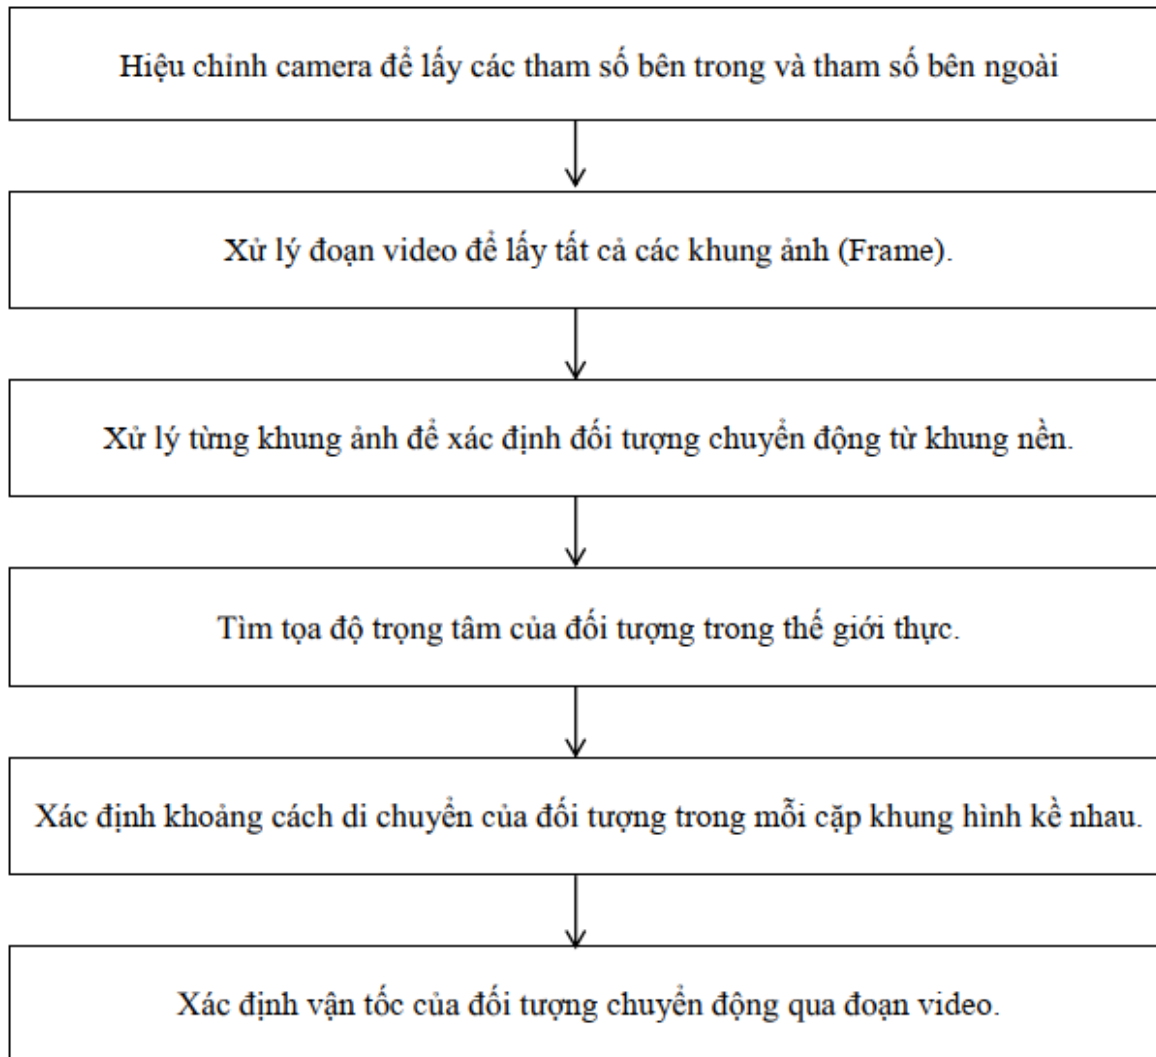 Hiệu chỉnh camera để lấy các tham số bên trong và tham số bên ngoài
Xử lý đoạn video để lấy tất cả các khung ảnh (Frame).
Xử lý từng khung ảnh để xác định đối tượng chuyển động từ khung nền.
Tìm tọa độ trọng tâm của đối tượng trong thế giới thực.
Xác định khoảng cách di chuyển của đối tượng trong mỗi cặp khung hình kề nhau.
Xác định vận tốc của đối tượng chuyển động qua đoạn video.